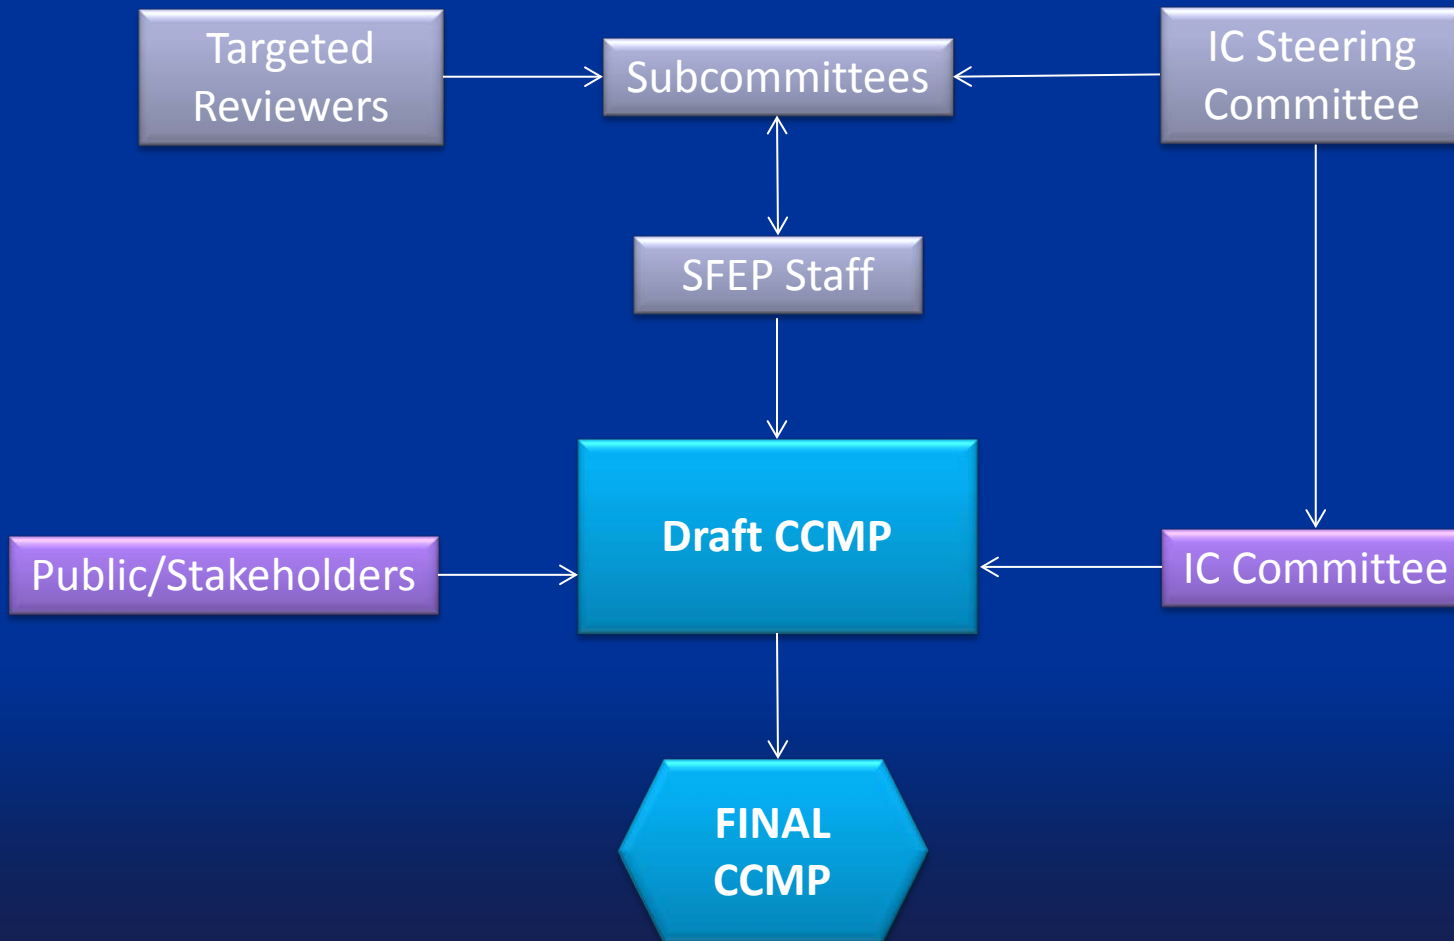 Targeted
Reviewers
Subcommittees
IC Steering
Committee
SFEP Staff
Draft CCMP
Public/Stakeholders
IC Committee
FINAL
CCMP